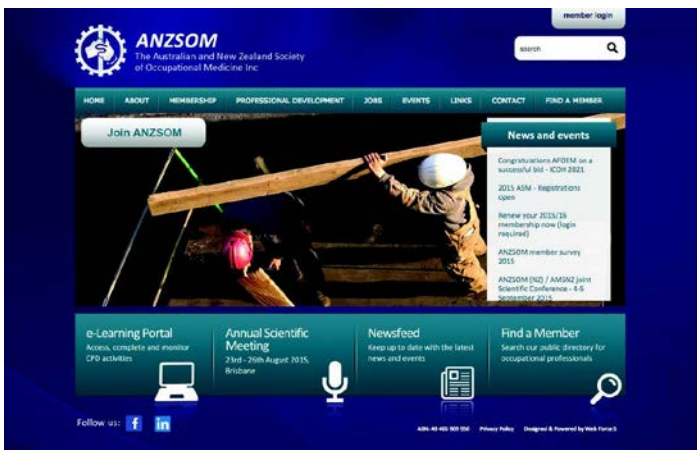 member login
ANZSOM
The Australian and New Zealand Society
of Occupational Medicine Inc
search
HOME ABOUT MEMBERSHIP PROFESSIONAL DEVELOPMENT JOBS EVENTS LINKS CONTACT FIND A MEMBER
Join ANZSOM
News and events
Congratulations AFOEM on a
successful bid - ICOH 2021
2015 ASM - Registrations
open
Renew your 2015/16
membership now (login
required)
ANZSOM member survey
2015
ANZSOM (NZ) / AMSNZ joint
Scientific Conference - 4-5
September 2015
e-Learning Portal
Access, complete and monitor
CPD activities
Annual Scientific
Meeting
23rd - 26th August 2015,
Brisbane
Newsfeed
Keep up to date with the latest
news and events
Find a Member
Search our public directory for
occupational professionals
Follow us: f in
ABN: Privacy Policy Designed & Powered by Web Force 5